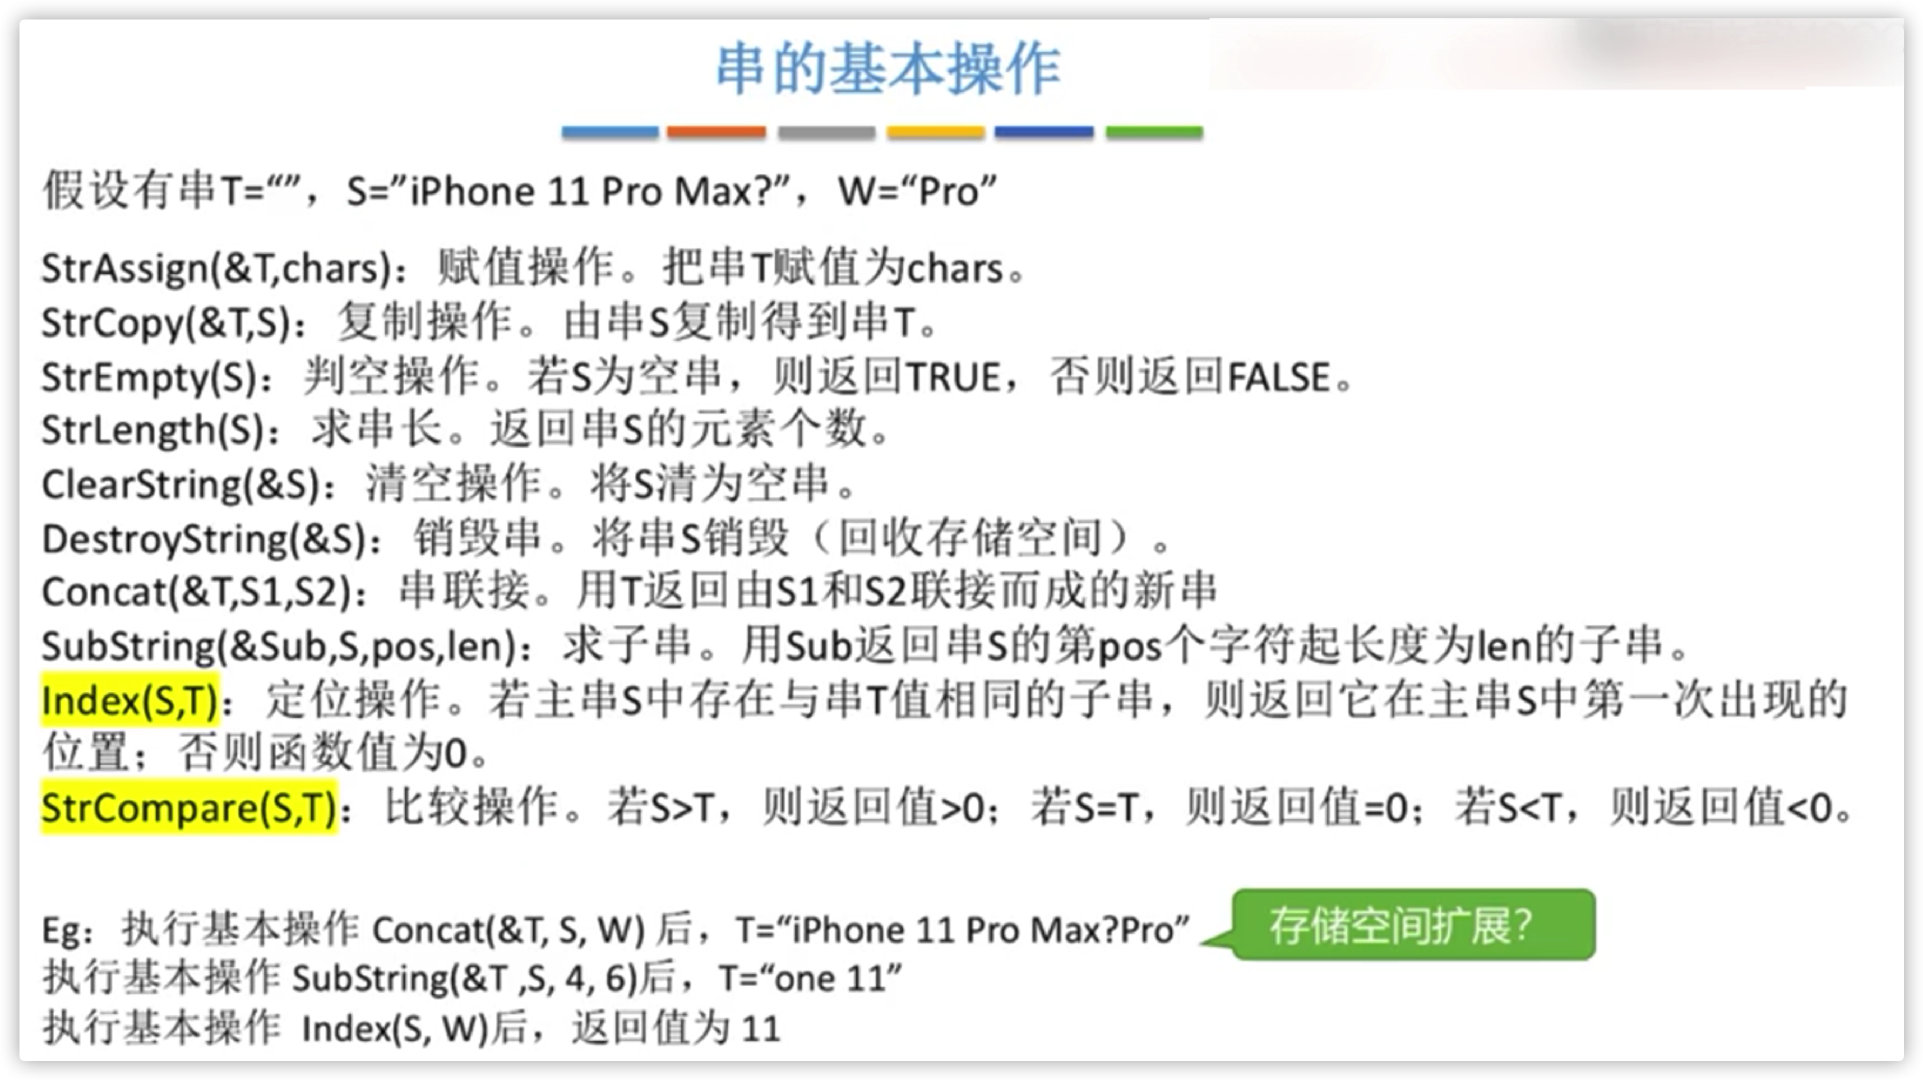 串的基本操作
假设有串T=“”，S=”iPhone 11 Pro Max?”，W=“Pro”
StrAssign(&T,chars)：赋值操作。把串T赋值为chars。
StrCopy(&T,S)：复制操作。由串S复制得到串T。
StrEmpty(S)：判空操作。若S为空串，则返回TRUE，否则返回FALSE。
StrLength(S)：求串长。返回串S的元素个数。
ClearString(&S)：清空操作。将S清为空串。
DestroyString(&S)：销毁串。将串S销毁（回收存储空间）。
Concat(&T,S1,S2)：串联接。用T返回由S1和S2联接而成的新串
SubString(&Sub,S,pos,len)：求子串。用Sub返回串S的第pos个字符起长度为len的子串。
Index(S,T)：定位操作。若主串S中存在与串T值相同的子串，则返回它在主串S中第一次出现的
位置；否则函数值为0。
StrCompare(S,T)：比较操作。若S>T，则返回值>0；若S=T，则返回值=0；若S<T，则返回值<0。
Eg：执行基本操作 Concat(&T, S, W) 后，T=“iPhone 11 Pro Max?Pro”
存储空间扩展？
执行基本操作 SubString(&T ,S, 4, 6)后，T=“one 11”
执行基本操作 Index(S, W)后，返回值为 11